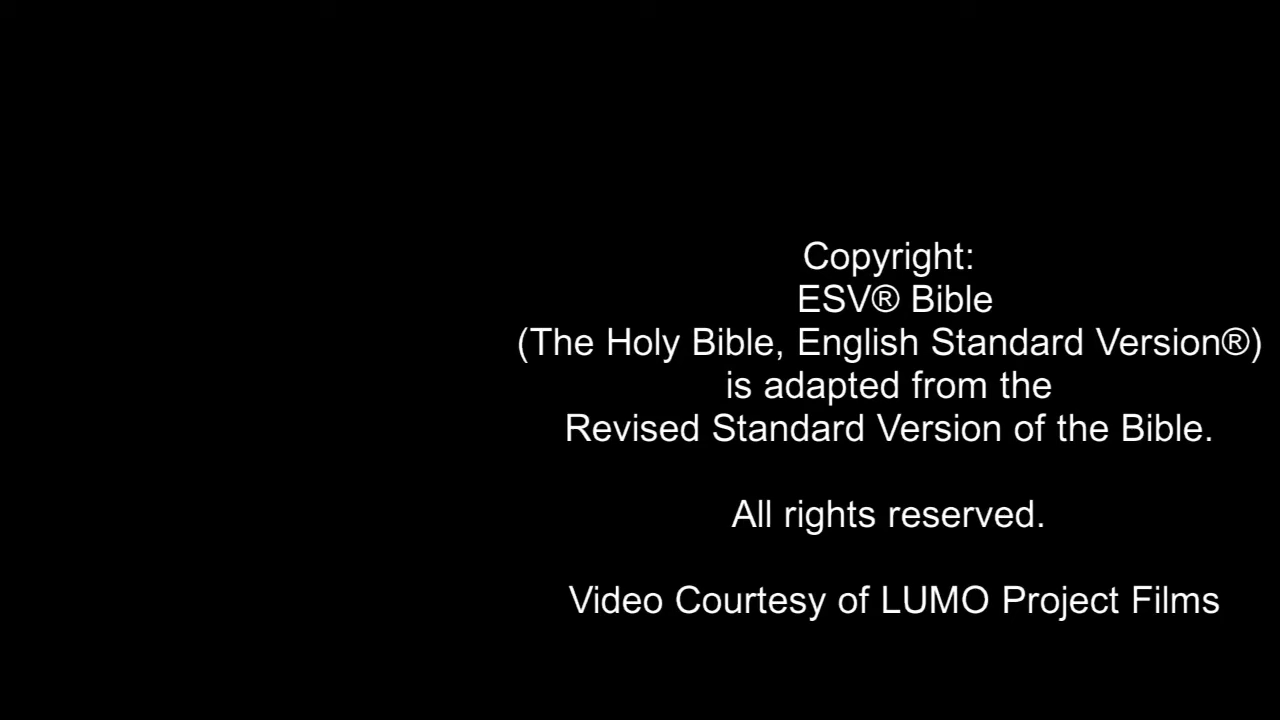 Copyright:
ESV® Bible
(The Holy Bible, English Standard Version®)
is adapted from the
Revised Standard Version of the Bible.
All rights reserved.
Video Courtesy of LUMO Project Films